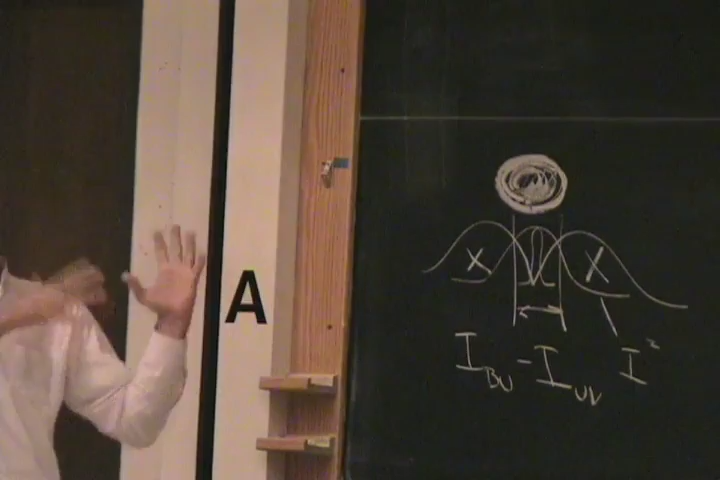 A
X X
I_BU - I_UV I²